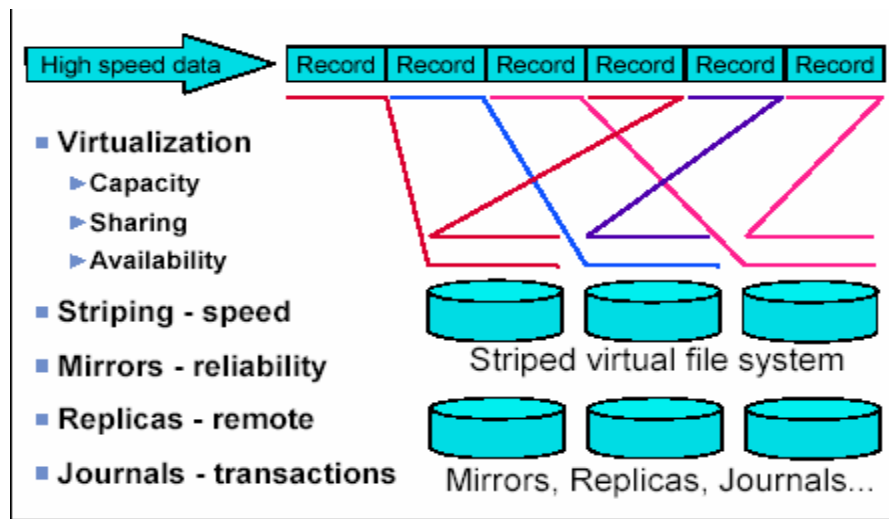 High speed data
Record Record Record Record Record Record
Virtualization
Capacity
Sharing
Availability
Striping - speed
Mirrors - reliability
Replicas - remote
Journals - transactions
Striped virtual file system
Mirrors, Replicas, Journals...